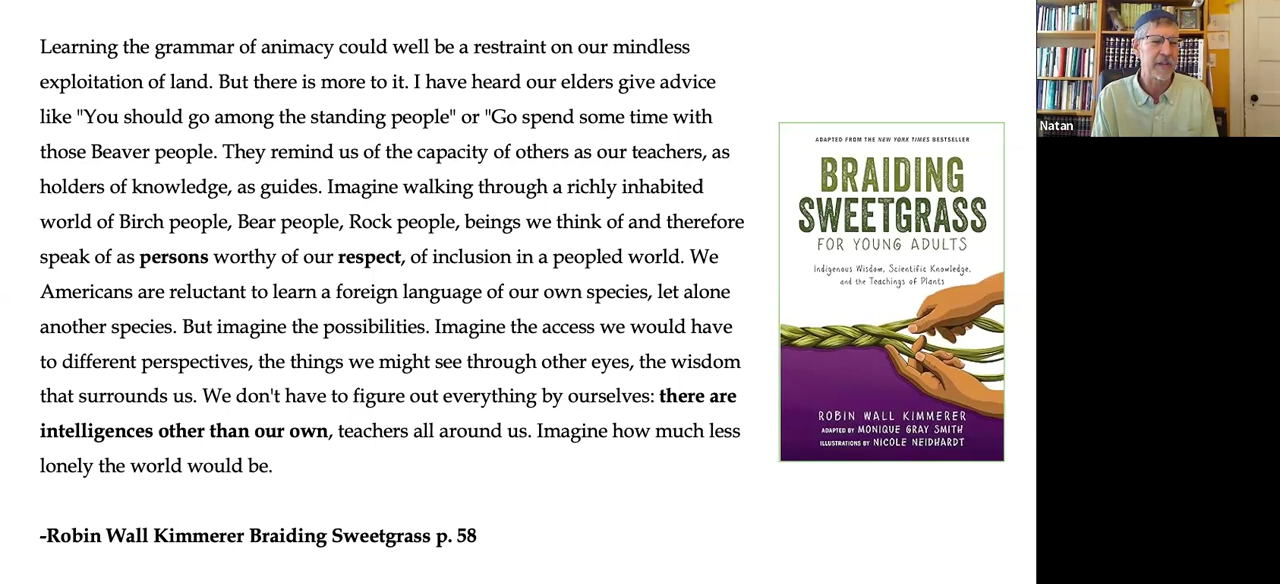 Learning the grammar of animacy could well be a restraint on our mindless
exploitation of land. But there is more to it. I have heard our elders give advice
like "You should go among the standing people" or "Go spend some time with
those Beaver people. They remind us of the capacity of others as our teachers, as
holders of knowledge, as guides. Imagine walking through a richly inhabited
world of Birch people, Bear people, Rock people, beings we think of and therefore
speak of as persons worthy of our respect, of inclusion in a peopled world. We
Americans are reluctant to learn a foreign language of our own species, let alone
another species. But imagine the possibilities. Imagine the access we would have
to different perspectives, the things we might see through other eyes, the wisdom
that surrounds us. We don't have to figure out everything by ourselves: there are
intelligences other than our own, teachers all around us. Imagine how much less
lonely the world would be.
-Robin Wall Kimmerer Braiding Sweetgrass p. 58
ADAPTED FROM THE NEW YORK TIMES BESTSELLER
BRAIDING
SWEETGRASS
FOR YOUNG ADULTS
Indigenous Wisdom, Scientific Knowledge,
and the Teachings of Plants
ROBIN WALL KIMMERER
ADAPTED BY MONIQUE GRAY SMITH
ILLUSTRATIONS BY NICOLE NEIDHARDT
Natan